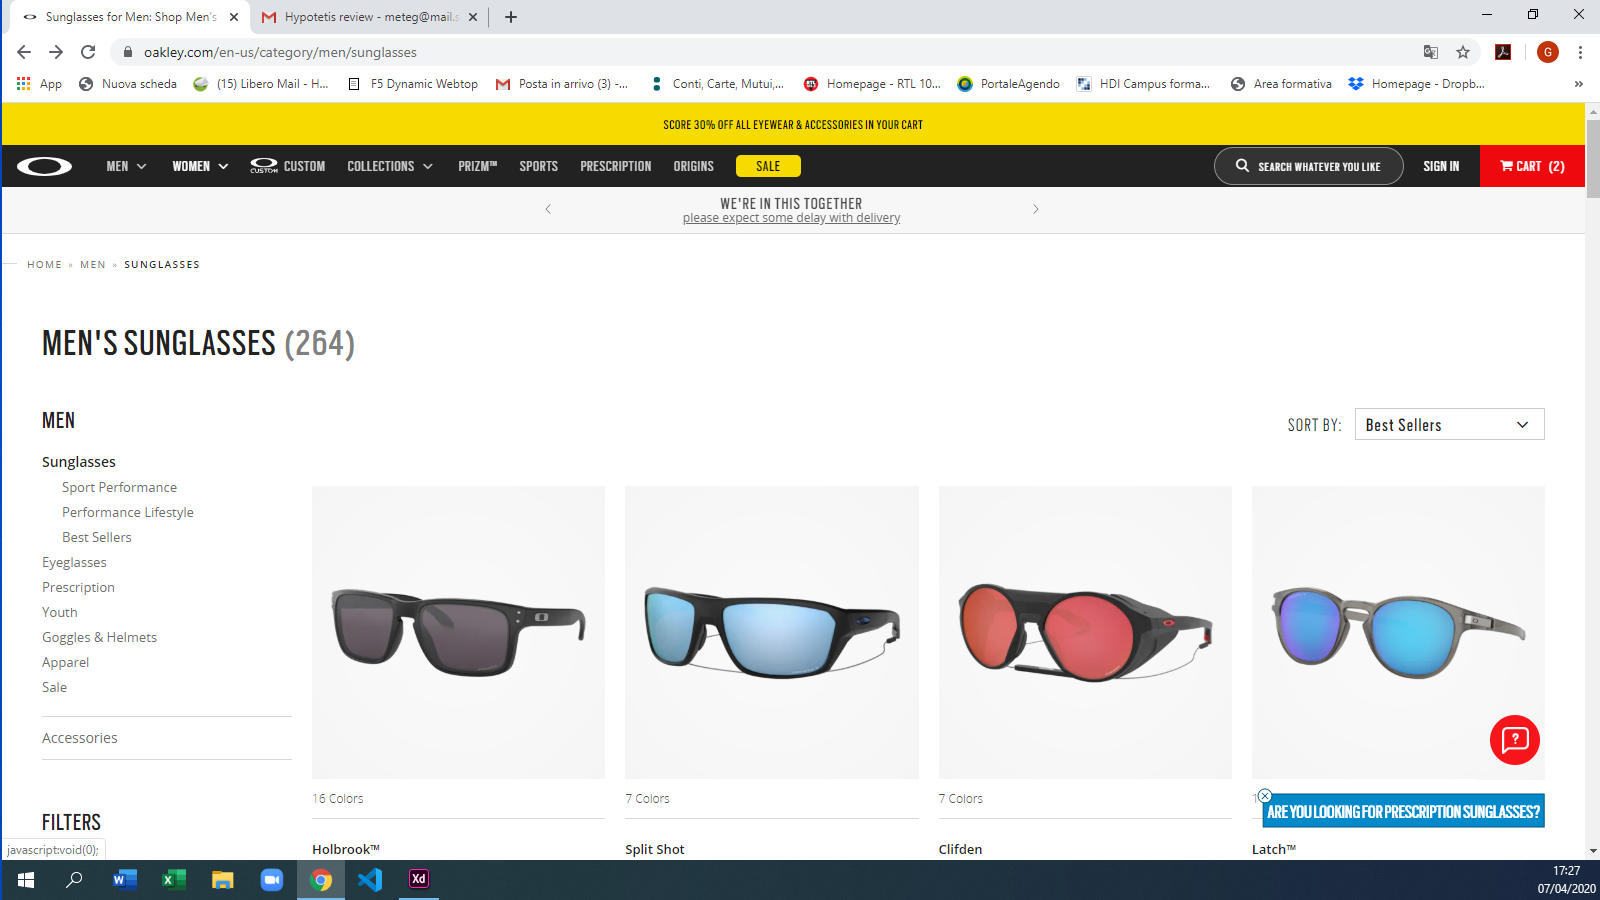 Sunglasses for Men: Shop Men's
Hypotetis review - meteg@mail.s
oakley.com/en-us/category/men/sunglasses
G
App
Nuova scheda
(15) Libero Mail - H...
F5 Dynamic Webtop
Posta in arrivo (3) -...
Conti, Carte, Mutui,...
Homepage - RTL 10...
PortaleAgendo
HDI Campus forma...
Area formativa
Homepage - Dropb...
»
SCORE 30% OFF ALL EYEWEAR & ACCESSORIES IN YOUR CART
MEN
WOMEN
CUSTOM
CUSTOM
COLLECTIONS
PRIZM™
SPORTS
PRESCRIPTION
ORIGINS
SALE
SEARCH WHATEVER YOU LIKE
SIGN IN
CART (2)
WE'RE IN THIS TOGETHER
please expect some delay with delivery
HOME » MEN » SUNGLASSES
MEN'S SUNGLASSES (264)
MEN
SORT BY:
Best Sellers
Sunglasses
Sport Performance
Performance Lifestyle
Best Sellers
Eyeglasses
Prescription
Youth
Goggles & Helmets
Apparel
Sale
Accessories
FILTERS
16 Colors
7 Colors
7 Colors
1
ARE YOU LOOKING FOR PRESCRIPTION SUNGLASSES?
Holbrook™
Split Shot
Clifden
Latch™
javascript:void(0);
Xd
17:27
07/04/2020